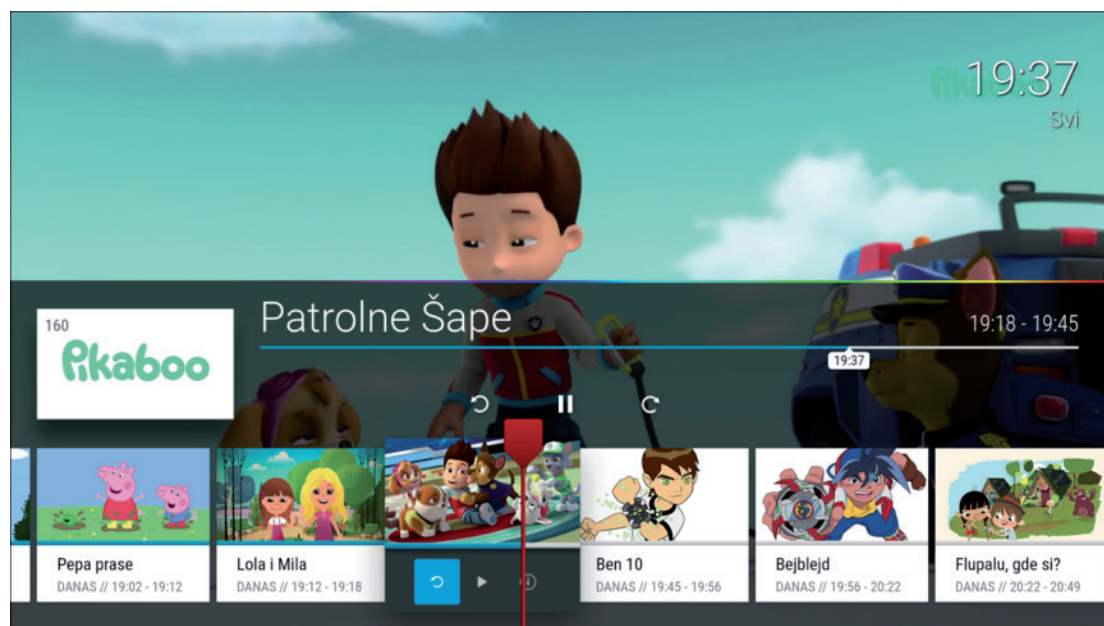 19:37
Svi
160
Pikaboo
Patrolne Šape
19:18 - 19:45
19:37
Pepa prase
DANAS // 19:02 - 19:12
Lola i Mila
DANAS // 19:12 - 19:18
Ben 10
DANAS // 19:45 - 19:56
Bejblejd
DANAS // 19:56 - 20:22
Flupalu, gde si?
DANAS // 20:22 - 20:49